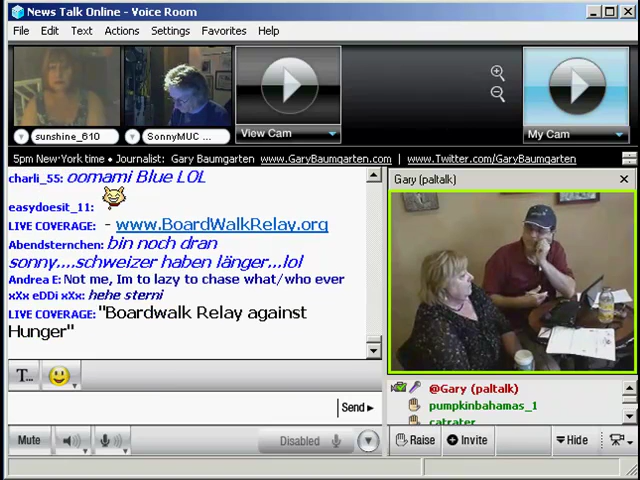 News Talk Online - Voice Room
File Edit Text Actions Settings Favorites Help
sunshine_610 SonnyMUC ... View Cam My Cam
5pm New York time • Journalist: Gary Baumgarten www.GaryBaumgarten.com | www.Twitter.com/GaryBaumgarten
charli_55: oomami Blue LOL
easydoesit_11:
LIVE COVERAGE: - www.BoardWalkRelay.org
Abendsternchen: bin noch dran
sonny....schweizer haben länger...lol
Andrea E: Not me, Im to lazy to chase what/who ever
xXx eDDi xXx: hehe sterni
LIVE COVERAGE: "Boardwalk Relay against
Hunger"
T...
Send
Mute Disabled
Gary (paltalk)
@Gary (paltalk)
pumpkinbahamas_1
catrater
Raise Invite Hide